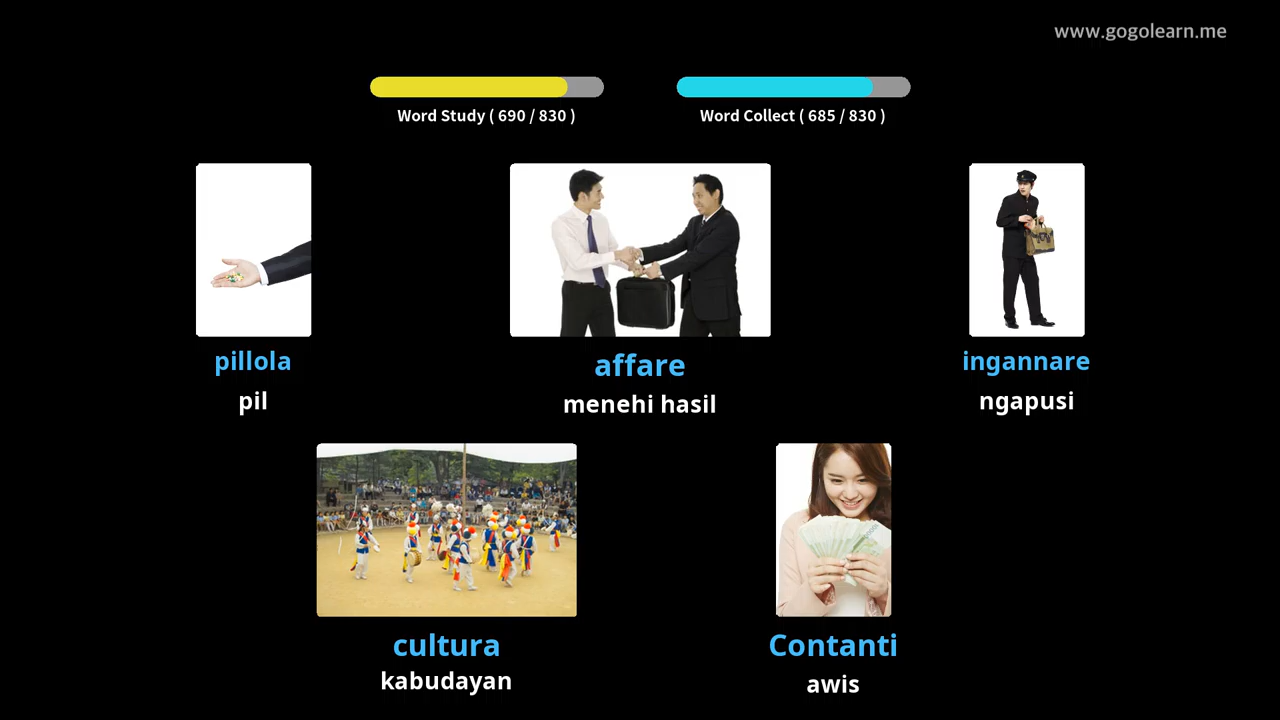 www.gogolearn.me
Word Study ( 690 / 830 )
Word Collect ( 685 / 830 )
pillola
pil
affare
menehi hasil
ingannare
ngapusi
cultura
kabudayan
Contanti
awis